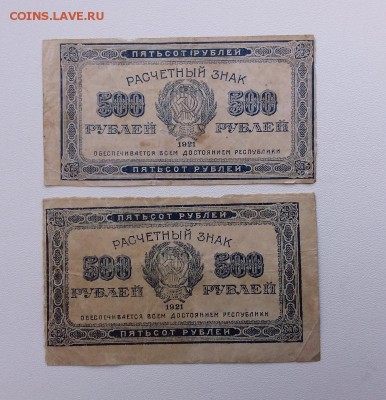 COINS.LAVE.RU
ПЯТЬСОТ РУБЛЕЙ
РАСЧЕТНЫЙ ЗНАК
500 500
РУБЛЕЙ РУБЛЕЙ
1921
ОБЕСПЕЧИВАЕТСЯ ВСЕМ ДОСТОЯНИЕМ РЕСПУБЛИКИ
ПЯТЬСОТ РУБЛЕЙ
ПЯТЬСОТ РУБЛЕЙ
РАСЧЕТНЫЙ ЗНАК
500 500
РУБЛЕЙ РУБЛЕЙ
1921
ОБЕСПЕЧИВАЕТСЯ ВСЕМ ДОСТОЯНИЕМ РЕСПУБЛИКИ
ПЯТЬСОТ РУБЛЕЙ